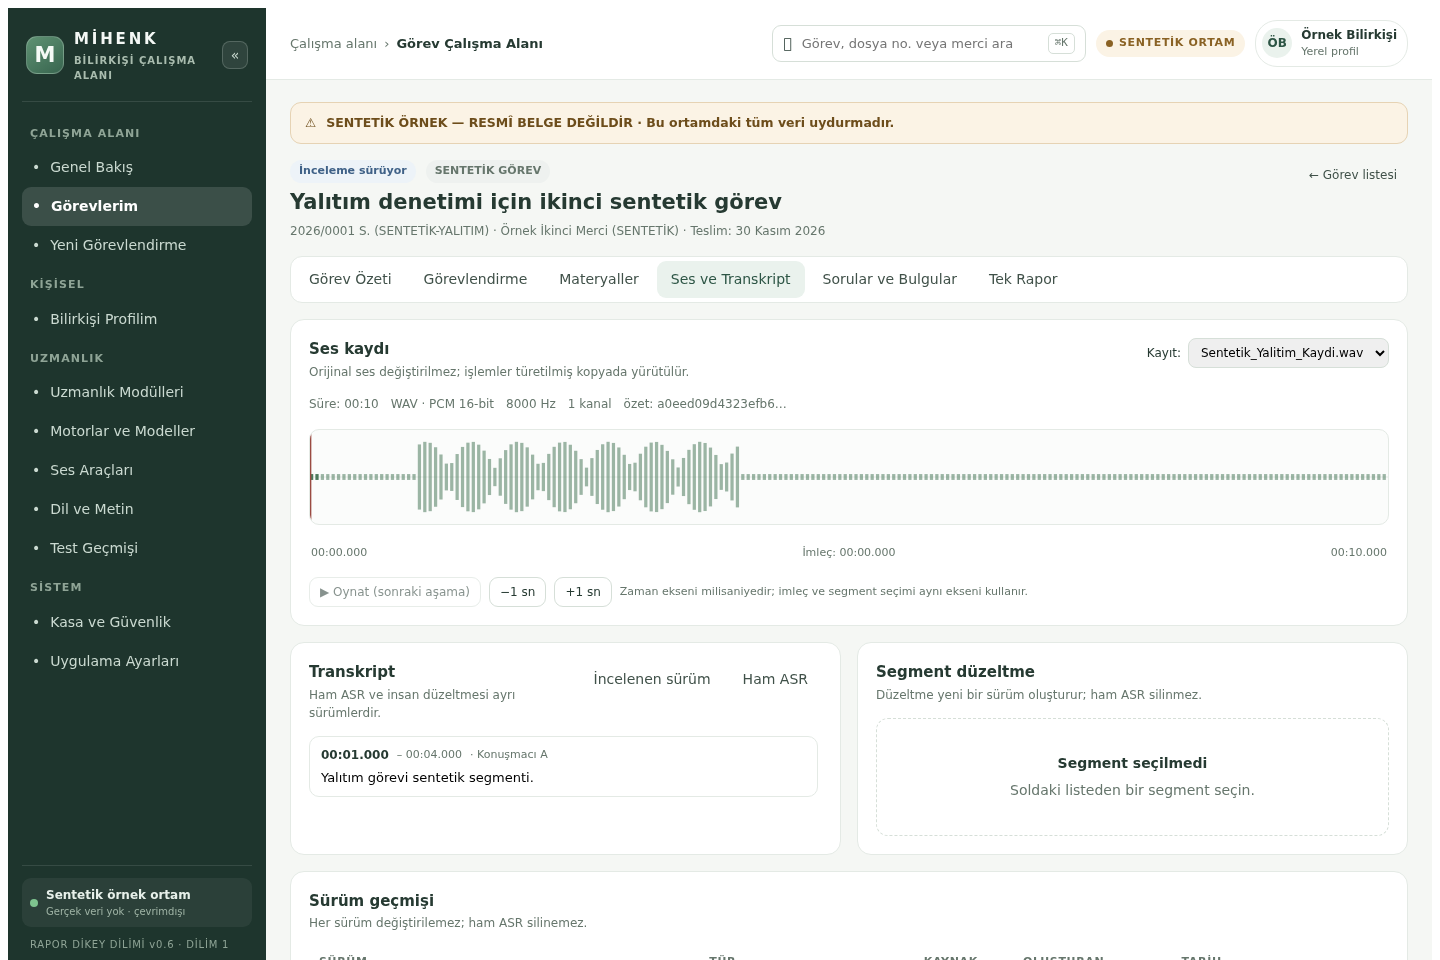 M
MİHENK
BİLİRKİŞİ ÇALIŞMA
ALANI
«
ÇALIŞMA ALANI
• Genel Bakış
• Görevlerim
• Yeni Görevlendirme
KİŞİSEL
• Bilirkişi Profilim
UZMANLIK
• Uzmanlık Modülleri
• Motorlar ve Modeller
• Ses Araçları
• Dil ve Metin
• Test Geçmişi
SİSTEM
• Kasa ve Güvenlik
• Uygulama Ayarları
Sentetik örnek ortam
Gerçek veri yok · çevrimdışı
RAPOR DİKEY DİLİMİ v0.6 · DİLİM 1
Çalışma alanı › Görev Çalışma Alanı
Görev, dosya no. veya merci ara ⌘K
SENTETİK ORTAM
ÖB
Örnek Bilirkişi
Yerel profil
⚠ SENTETİK ÖRNEK — RESMÎ BELGE DEĞİLDİR · Bu ortamdaki tüm veri uydurmadır.
İnceleme sürüyor SENTETİK GÖREV
← Görev listesi
Yalıtım denetimi için ikinci sentetik görev
2026/0001 S. (SENTETİK-YALITIM) · Örnek İkinci Merci (SENTETİK) · Teslim: 30 Kasım 2026
Görev Özeti Görevlendirme Materyaller Ses ve Transkript Sorular ve Bulgular Tek Rapor
Ses kaydı
Orijinal ses değiştirilmez; işlemler türetilmiş kopyada yürütülür.
Kayıt: Sentetik_Yalitim_Kaydi.wav
Süre: 00:10 WAV · PCM 16-bit 8000 Hz 1 kanal özet: a0eed09d4323efb6…
00:00.000 İmleç: 00:00.000 00:10.000
▶ Oynat (sonraki aşama) −1 sn +1 sn Zaman ekseni milisaniyedir; imleç ve segment seçimi aynı ekseni kullanır.
Transkript
Ham ASR ve insan düzeltmesi ayrı
sürümlerdir.
İncelenen sürüm Ham ASR
00:01.000 – 00:04.000 · Konuşmacı A
Yalıtım görevi sentetik segmenti.
Segment düzeltme
Düzeltme yeni bir sürüm oluşturur; ham ASR silinmez.
Segment seçilmedi
Soldaki listeden bir segment seçin.
Sürüm geçmişi
Her sürüm değiştirilemez; ham ASR silinemez.
SÜRÜM TÜR KAYNAK OLUŞTURAN TARİH